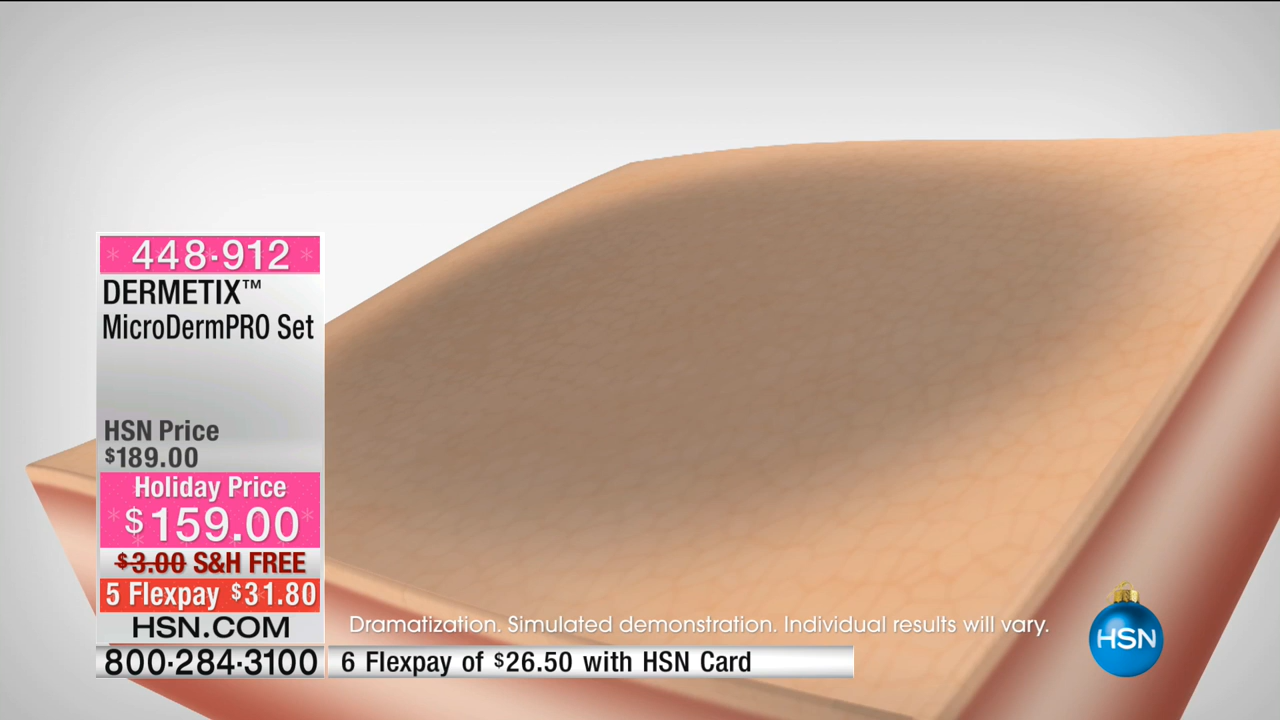 448-912
DERMETIX™
MicroDermPRO Set
HSN Price
$189.00
Holiday Price
$159.00
$3.00 S&H FREE
5 Flexpay $31.80
HSN.COM
800-284-3100
Dramatization. Simulated demonstration. Individual results will vary.
6 Flexpay of $26.50 with HSN Card
HSN